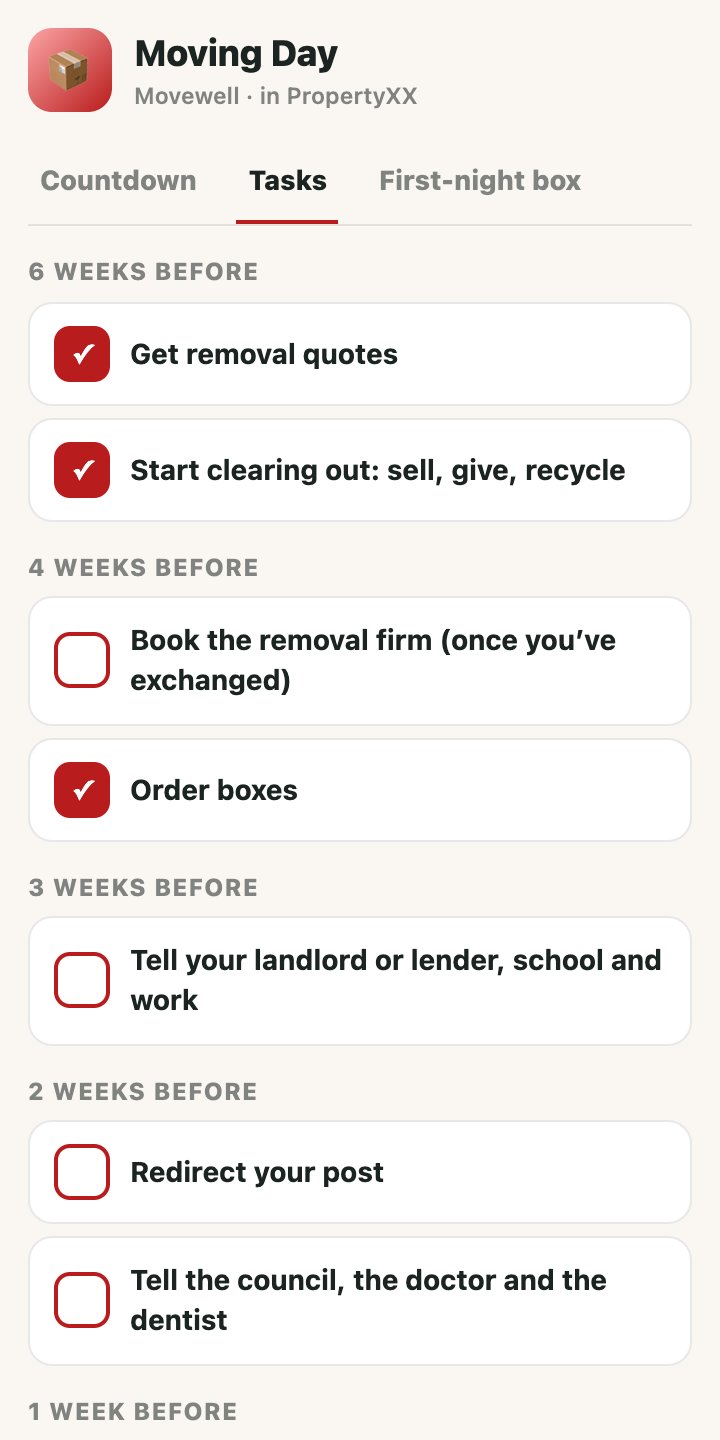 Moving Day
Movewell · in PropertyXX
Countdown
Tasks
First-night box
6 WEEKS BEFORE
Get removal quotes
Start clearing out: sell, give, recycle
4 WEEKS BEFORE
Book the removal firm (once you’ve
exchanged)
Order boxes
3 WEEKS BEFORE
Tell your landlord or lender, school and
work
2 WEEKS BEFORE
Redirect your post
Tell the council, the doctor and the
dentist
1 WEEK BEFORE